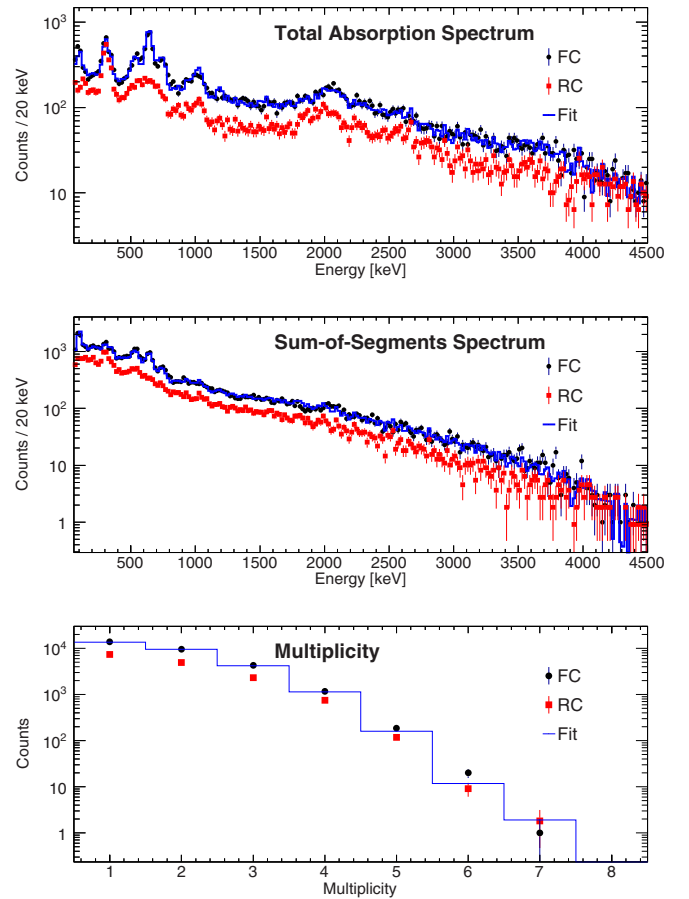 Total Absorption Spectrum
10³
FC
RC
Fit
10²
10
Counts / 20 keV
500 1000 1500 2000 2500 3000 3500 4000 4500
Energy [keV]
Sum-of-Segments Spectrum
10³
FC
RC
Fit
10²
10
1
Counts / 20 keV
500 1000 1500 2000 2500 3000 3500 4000 4500
Energy [keV]
Multiplicity
10⁴
FC
RC
Fit
10³
10²
10
1
Counts
1 2 3 4 5 6 7 8
Multiplicity